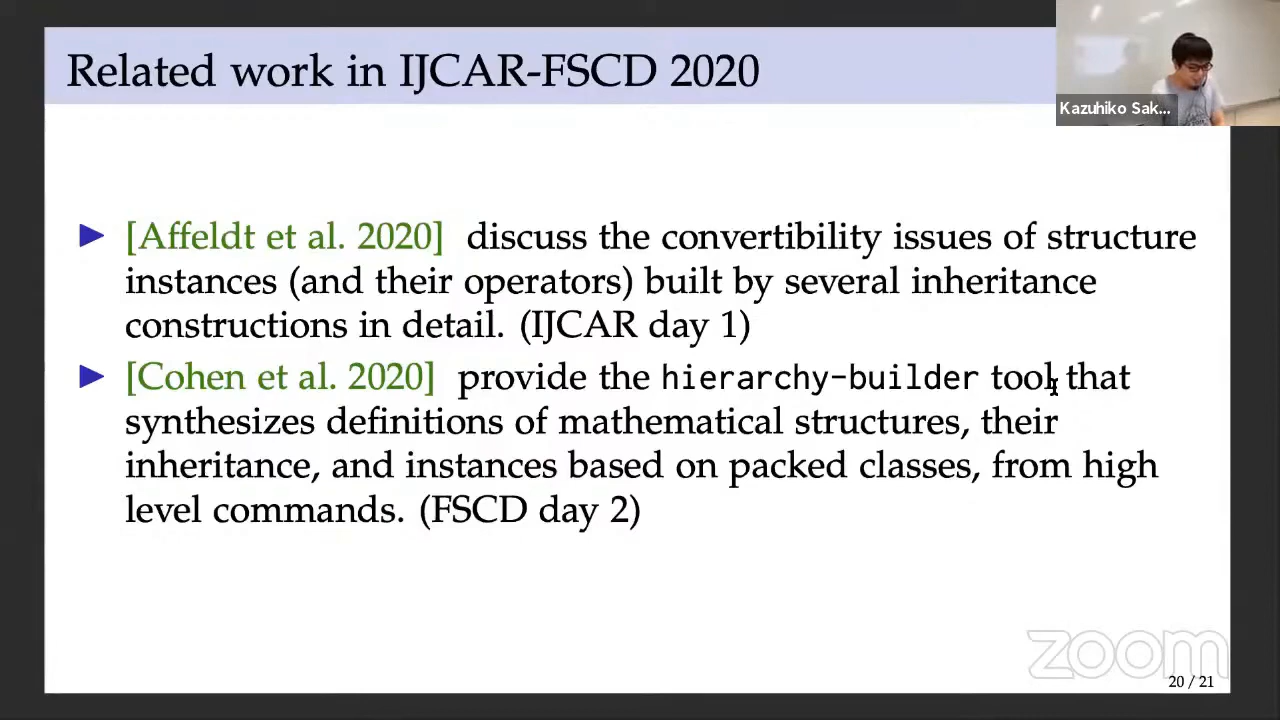 Related work in IJCAR-FSCD 2020
Kazuhiko Sak...
▶ [Affeldt et al. 2020] discuss the convertibility issues of structure
instances (and their operators) built by several inheritance
constructions in detail. (IJCAR day 1)
▶ [Cohen et al. 2020] provide the hierarchy-builder tool that
synthesizes definitions of mathematical structures, their
inheritance, and instances based on packed classes, from high
level commands. (FSCD day 2)
zoom
20 / 21